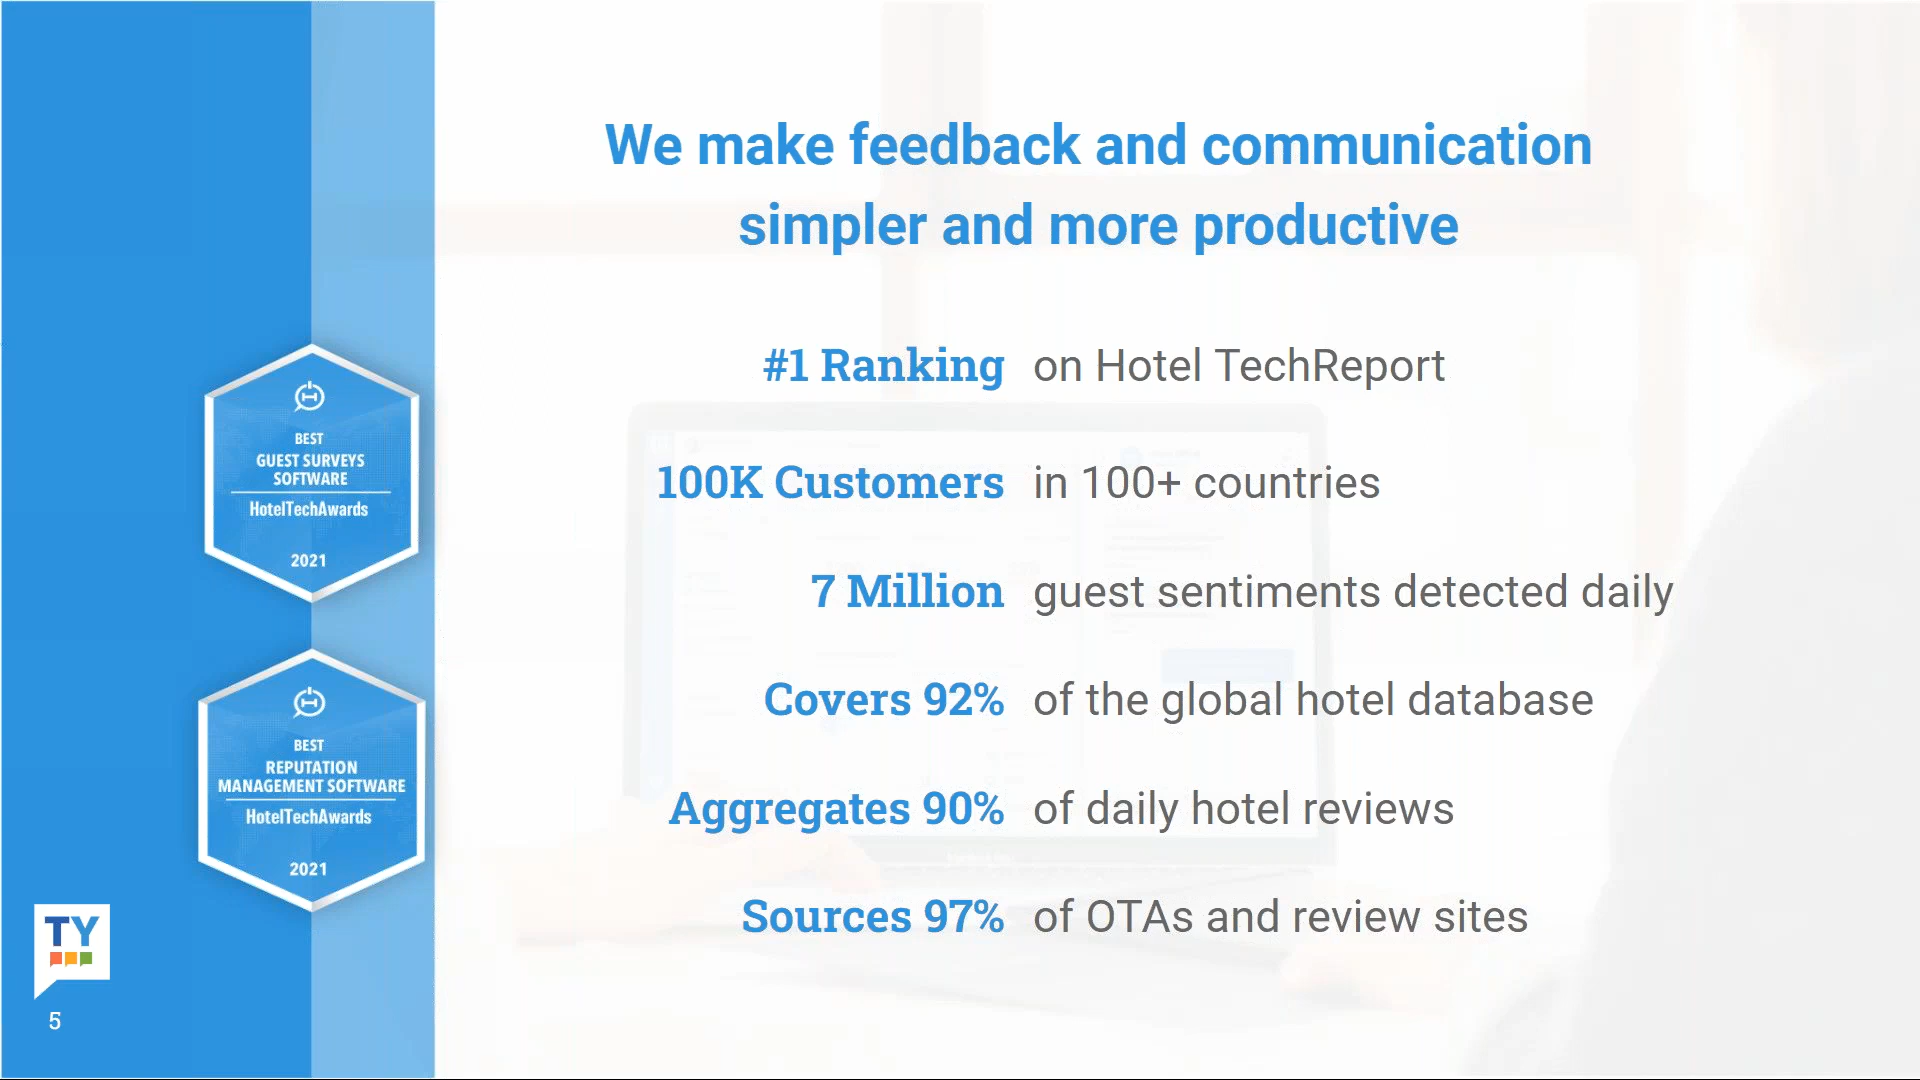 We make feedback and communication
simpler and more productive
#1 Ranking on Hotel TechReport
100K Customers in 100+ countries
7 Million guest sentiments detected daily
Covers 92% of the global hotel database
Aggregates 90% of daily hotel reviews
Sources 97% of OTAs and review sites
BEST
GUEST SURVEYS
SOFTWARE
HotelTechAwards
2021
BEST
REPUTATION
MANAGEMENT SOFTWARE
HotelTechAwards
2021
TY
5